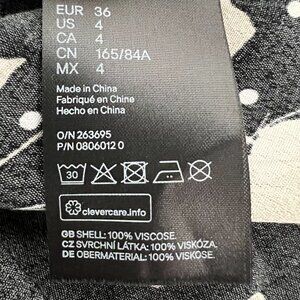 EUR 36
US 4
CA 4
CN 165/84A
MX 4
Made in China
Fabriqué en Chine
Hecho en China
O/N 263695
P/N 0806012 0
30
clevercare.info
GB SHELL: 100% VISCOSE.
CZ SVRCHNÍ LÁTKA: 100% VISKÓZA.
DE OBERMATERIAL: 100% VISKOSE.